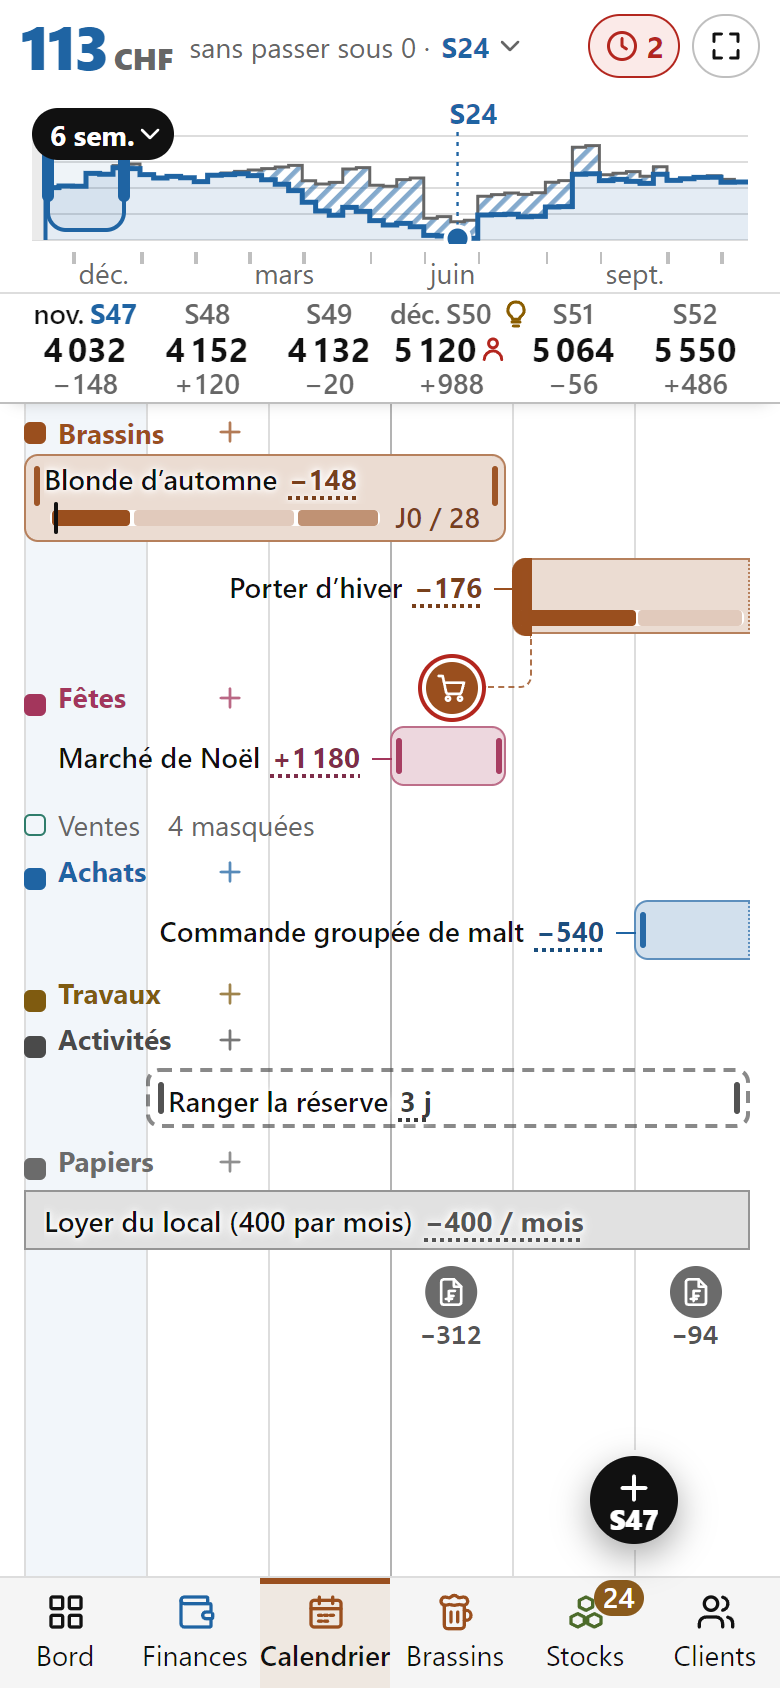 113 CHF sans passer sous 0 · S24
2
S24
6 sem.
déc. mars juin sept.
nov. S47 S48 S49 déc. S50 S51 S52
4 032 4 152 4 132 5 120 5 064 5 550
−148 +120 −20 +988 −56 +486
Brassins +
Blonde d’automne −148
J0 / 28
Porter d’hiver −176
Fêtes +
Marché de Noël +1 180
Ventes 4 masquées
Achats +
Commande groupée de malt −540
Travaux +
Activités +
Ranger la réserve 3 j
Papiers +
Loyer du local (400 par mois) −400 / mois
−312 −94
+
S47
24
Bord Finances Calendrier Brassins Stocks Clients